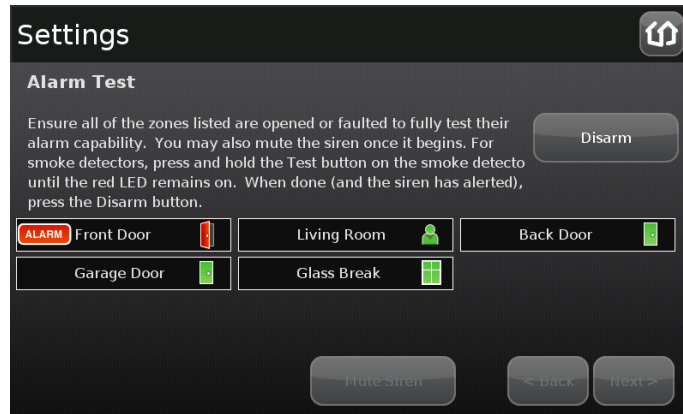 Settings
Alarm Test
Ensure all of the zones listed are opened or faulted to fully test their
alarm capability. You may also mute the siren once it begins. For
smoke detectors, press and hold the Test button on the smoke detecto
until the red LED remains on. When done (and the siren has alerted),
press the Disarm button.
Disarm
ALARM Front Door
Living Room
Back Door
Garage Door
Glass Break
Mute Siren
< Back
Next >